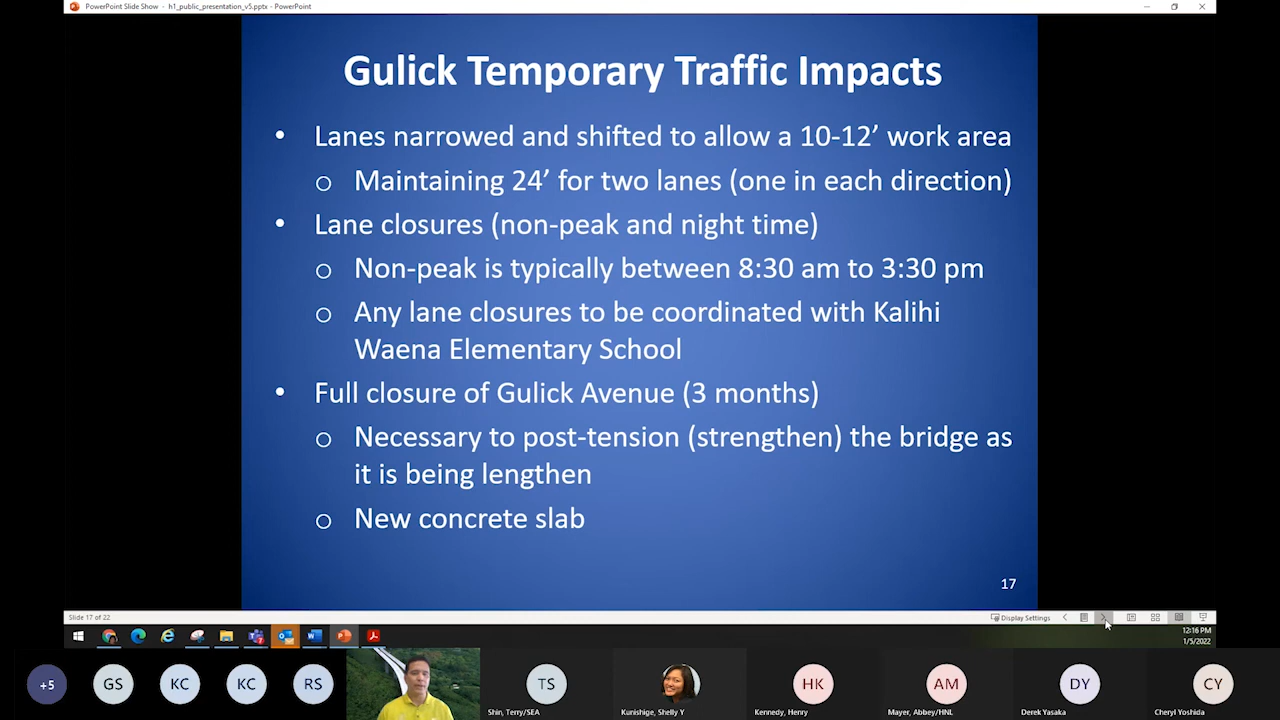 PowerPoint Slide Show - h1_public_presentation_v5.pptx - PowerPoint
Gulick Temporary Traffic Impacts
• Lanes narrowed and shifted to allow a 10-12’ work area
o Maintaining 24’ for two lanes (one in each direction)
• Lane closures (non-peak and night time)
o Non-peak is typically between 8:30 am to 3:30 pm
o Any lane closures to be coordinated with Kalihi
Waena Elementary School
• Full closure of Gulick Avenue (3 months)
o Necessary to post-tension (strengthen) the bridge as
it is being lengthen
o New concrete slab
17
Slide 17 of 22
Display Settings
12:16 PM
1/5/2022
+5
GS
KC
KC
RS
TS
HK
AM
DY
CY
Shin, Terry/SEA
Kunishige, Shelly Y
Kennedy, Henry
Mayer, Abbey/HNL
Derek Yasaka
Cheryl Yoshida